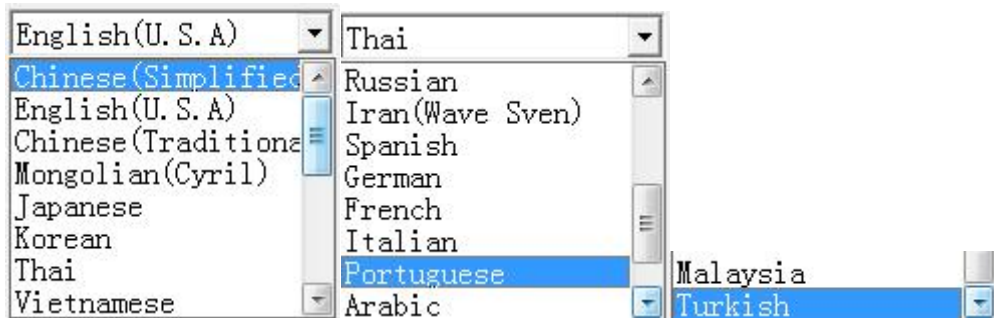 English(U.S.A)
Chinese(Simplified
English(U.S.A)
Chinese(Traditiona
Mongolian(Cyril)
Japanese
Korean
Thai
Vietnamese
Thai
Russian
Iran(Wave Sven)
Spanish
German
French
Italian
Portuguese
Arabic
Malaysia
Turkish